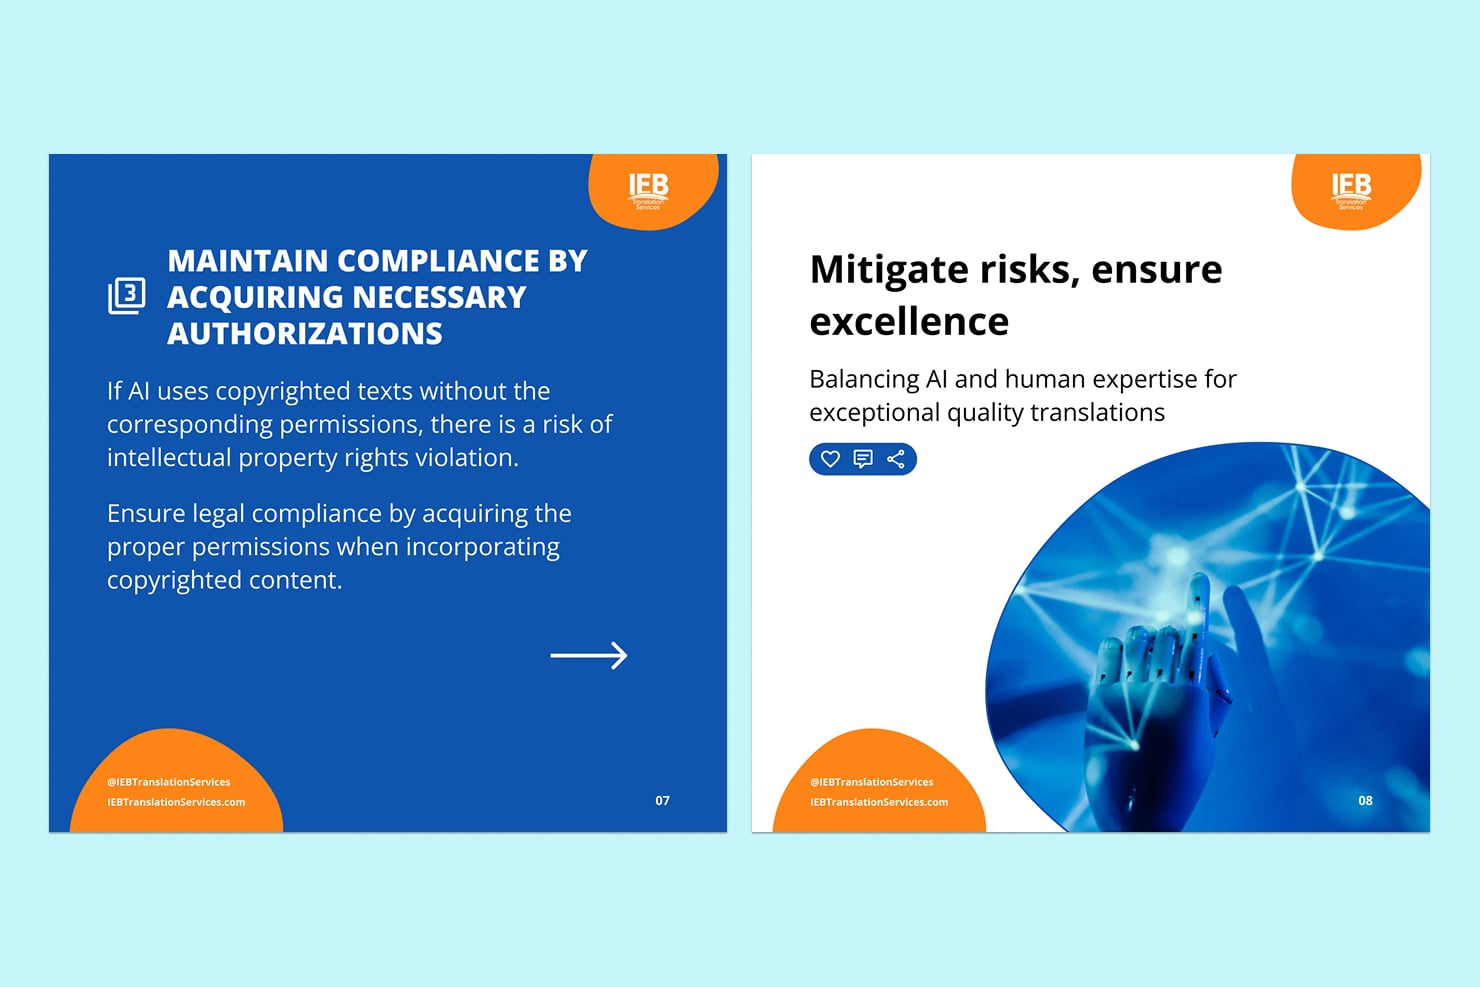 IEB
Translation
Services
3
MAINTAIN COMPLIANCE BY
ACQUIRING NECESSARY
AUTHORIZATIONS
If AI uses copyrighted texts without the
corresponding permissions, there is a risk of
intellectual property rights violation.
Ensure legal compliance by acquiring the
proper permissions when incorporating
copyrighted content.
@IEBTranslationServices
IEBTranslationServices.com
07
IEB
Translation
Services
Mitigate risks, ensure
excellence
Balancing AI and human expertise for
exceptional quality translations
@IEBTranslationServices
IEBTranslationServices.com
08